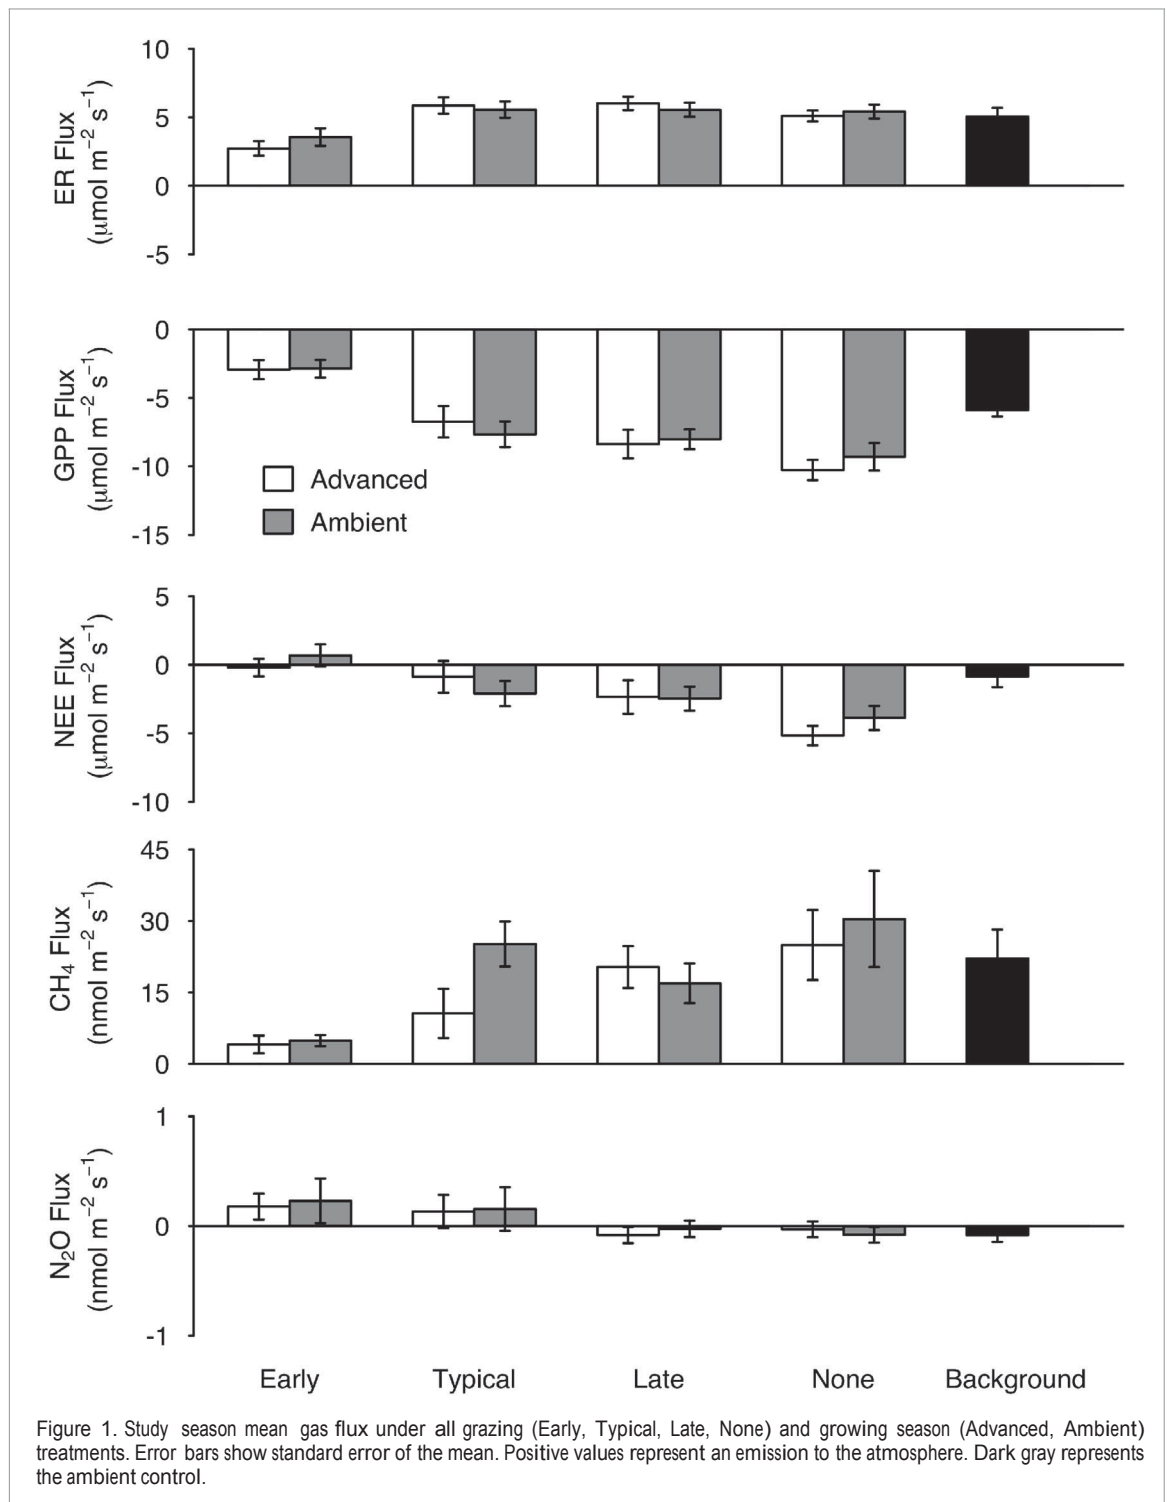 10
5
0
-5
ER Flux
(μmol m⁻² s⁻¹)
0
-5
-10
-15
GPP Flux
(μmol m⁻² s⁻¹)
Advanced
Ambient
5
0
-5
-10
NEE Flux
(μmol m⁻² s⁻¹)
45
30
15
0
CH₄ Flux
(nmol m⁻² s⁻¹)
1
0
-1
N₂O Flux
(nmol m⁻² s⁻¹)
Early Typical Late None Background
Figure 1. Study season mean gas flux under all grazing (Early, Typical, Late, None) and growing season (Advanced, Ambient)
treatments. Error bars show standard error of the mean. Positive values represent an emission to the atmosphere. Dark gray represents
the ambient control.